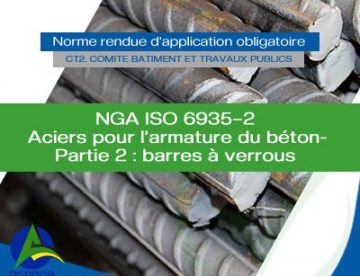 Norme rendue d'application obligatoire
CT2. COMITE BATIMENT ET TRAVAUX PUBLICS
NGA ISO 6935-2
Aciers pour l'armature du béton-
Partie 2 : barres à verrous